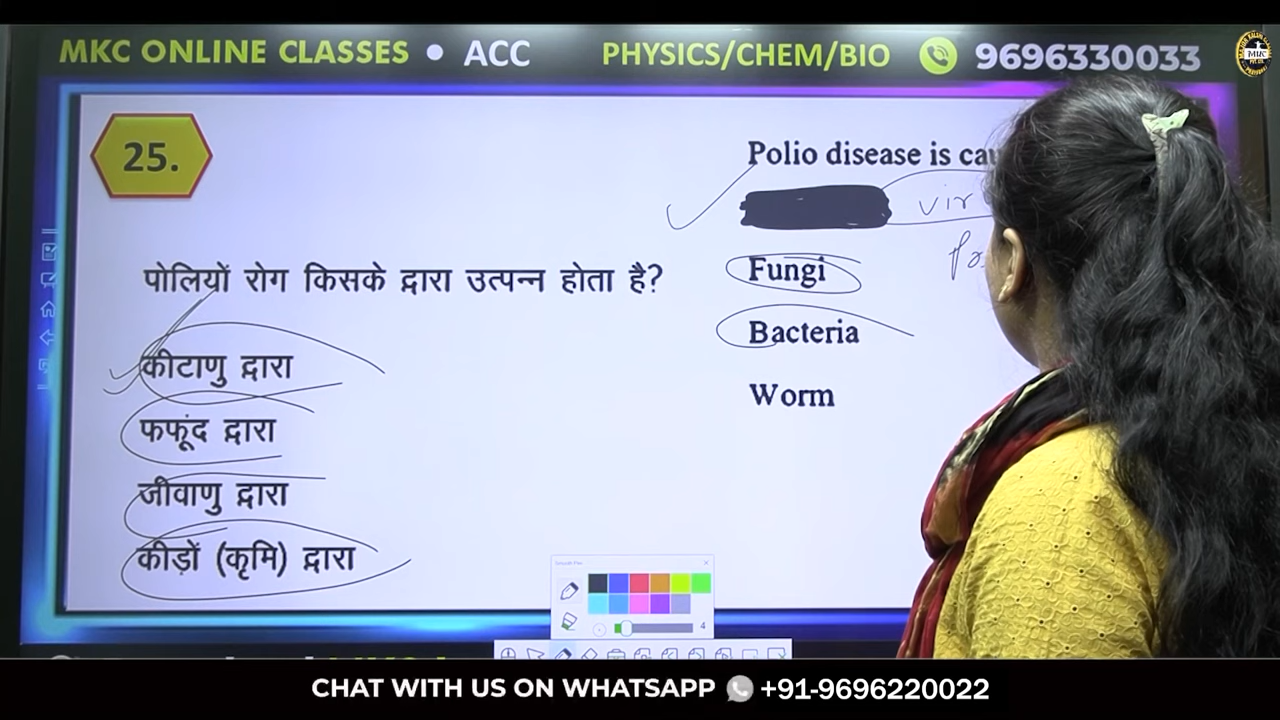 MKC ONLINE CLASSES • ACC PHYSICS/CHEM/BIO 9696330033
25.
पोलियों रोग किसके द्वारा उत्पन्न होता है?
कीटाणु द्वारा
फफूंद द्वारा
जीवाणु द्वारा
कीड़ों (कृमि) द्वारा
Polio disease is
vir
Fungi
Bacteria
Worm
4
CHAT WITH US ON WHATSAPP +91-9696220022